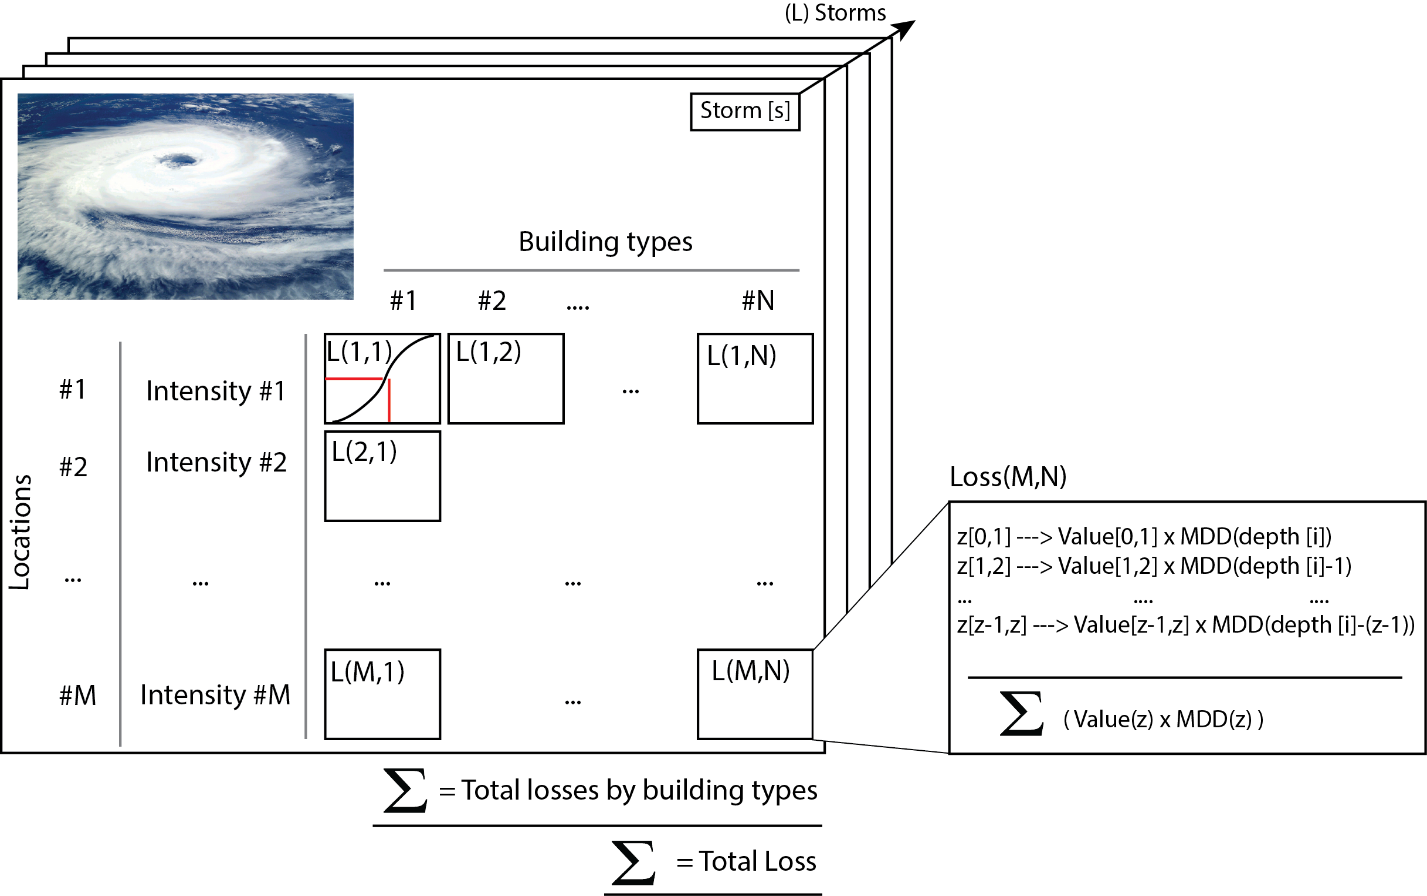 (L) Storms
Storm [s]
Building types
#1 #2 .... #N
#1 Intensity #1 L(1,1) L(1,2) ... L(1,N)
#2 Intensity #2 L(2,1)
Locations
... ... ... ... ...
#M Intensity #M L(M,1) ... L(M,N)
Loss(M,N)
z[0,1] ---> Value[0,1] x MDD(depth [i])
z[1,2] ---> Value[1,2] x MDD(depth [i]-1)
... .... ....
z[z-1,z] ---> Value[z-1,z] x MDD(depth [i]-(z-1))
∑ ( Value(z) x MDD(z) )
∑ = Total losses by building types
∑ = Total Loss